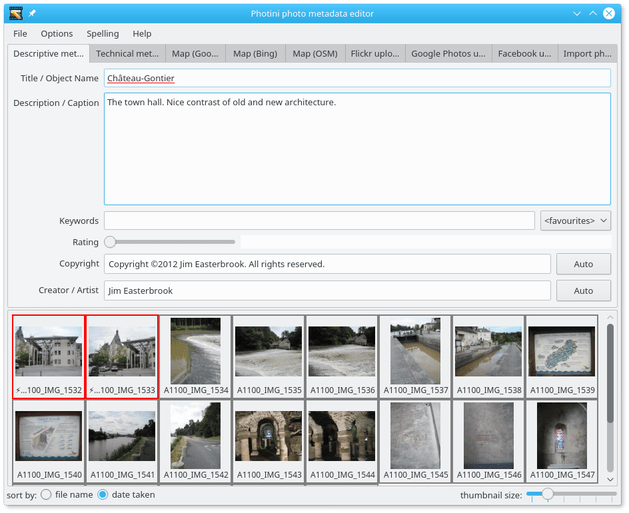 Photini photo metadata editor
File Options Spelling Help
Descriptive met... Technical met... Map (Goo... Map (Bing) Map (OSM) Flickr uplo... Google Photos u... Facebook u... Import ph...
Title / Object Name Château-Gontier
Description / Caption The town hall. Nice contrast of old and new architecture.
Keywords <favourites>
Rating
Copyright Copyright ©2012 Jim Easterbrook. All rights reserved. Auto
Creator / Artist Jim Easterbrook Auto
⚡...100_IMG_1532 ⚡...100_IMG_1533 A1100_IMG_1534 A1100_IMG_1535 A1100_IMG_1536 A1100_IMG_1537 A1100_IMG_1538 A1100_IMG_1539
A1100_IMG_1540 A1100_IMG_1541 A1100_IMG_1542 A1100_IMG_1543 A1100_IMG_1544 A1100_IMG_1545 A1100_IMG_1546 A1100_IMG_1547
sort by: file name date taken thumbnail size: